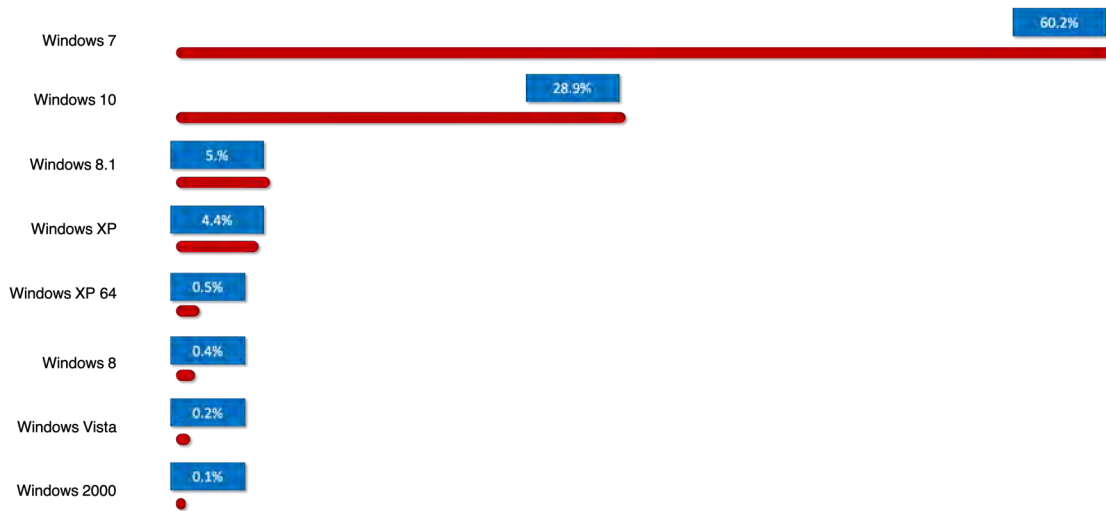 60.2%
Windows 7
28.9%
Windows 10
5.%
Windows 8.1
4.4%
Windows XP
0.5%
Windows XP 64
0.4%
Windows 8
0.2%
Windows Vista
0.1%
Windows 2000